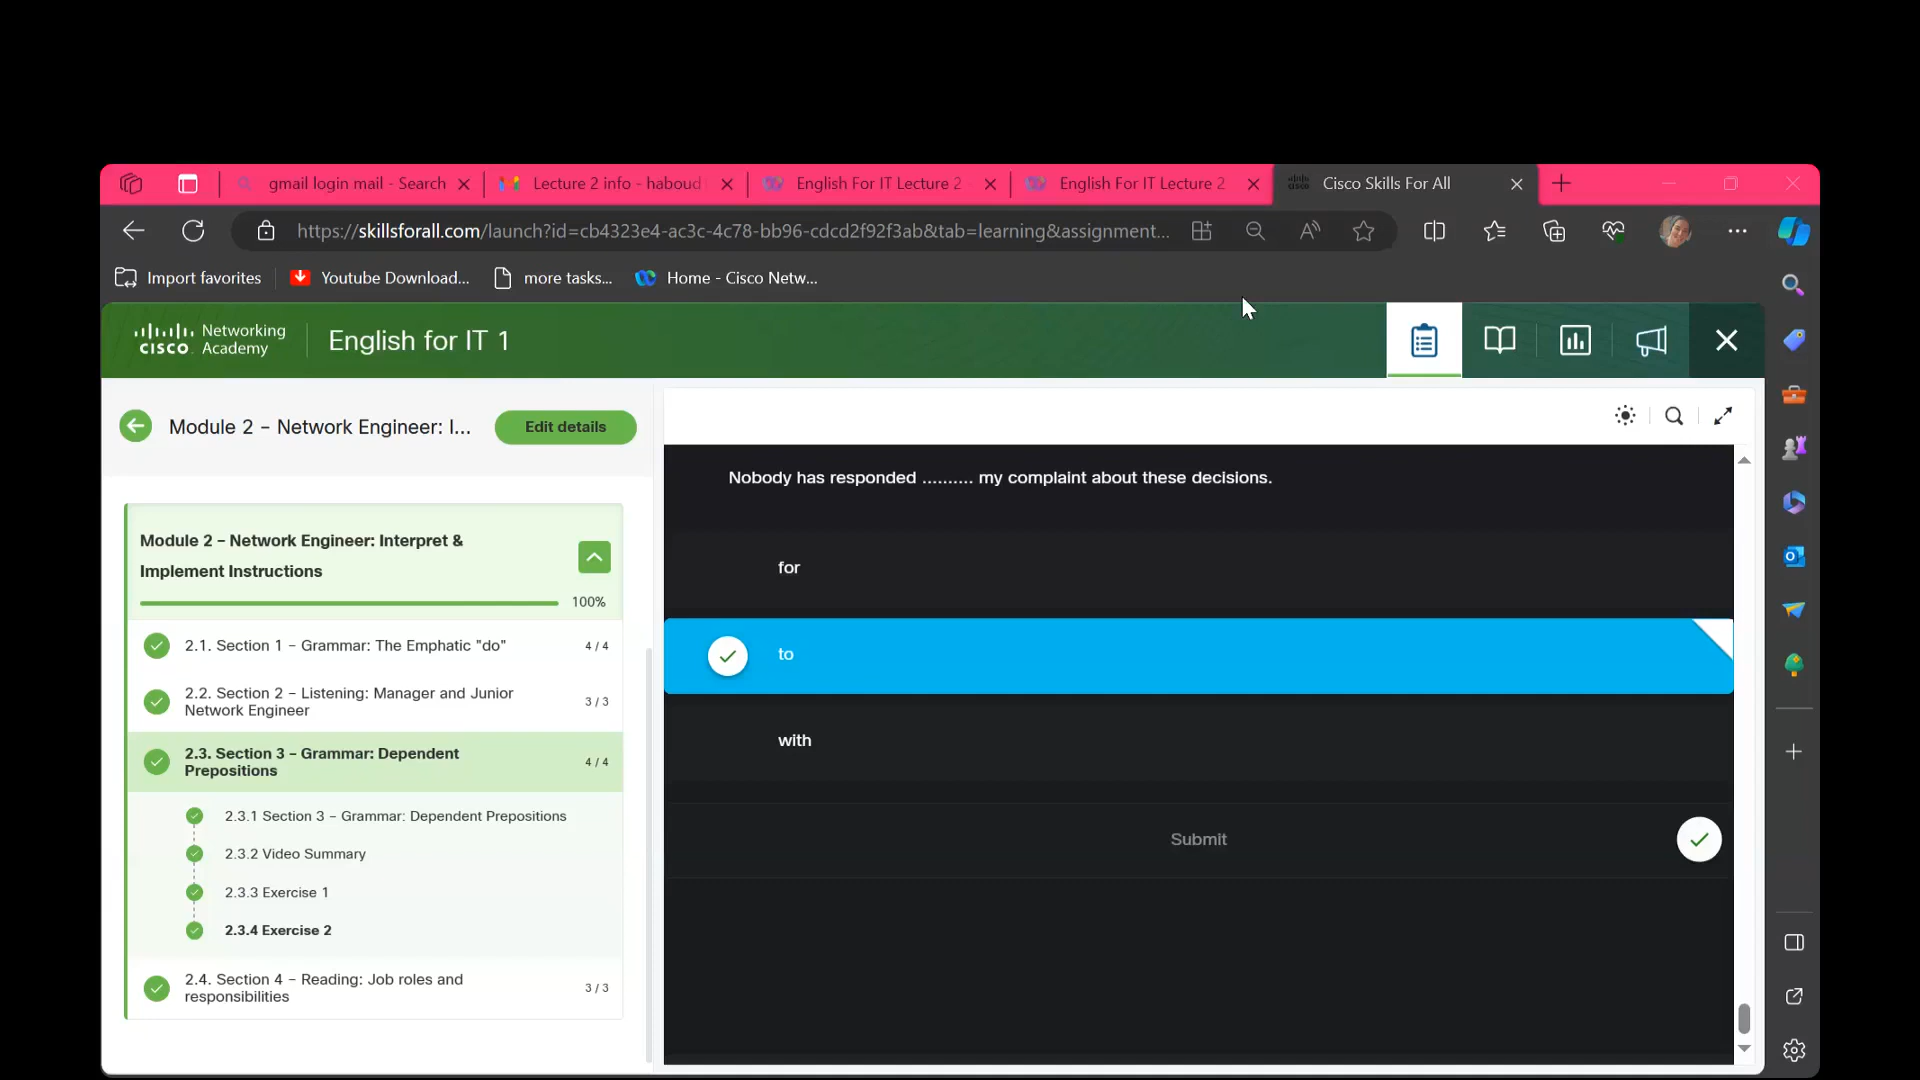 gmail login mail - Search
Lecture 2 info - haboud
English For IT Lecture 2
English For IT Lecture 2
Cisco Skills For All
https://skillsforall.com/launch?id=cb4323e4-ac3c-4c78-bb96-cdcd2f92f3ab&tab=learning&assignment...
Import favorites
Youtube Download...
more tasks...
Home - Cisco Netw...
CISCO Networking Academy
English for IT 1
Module 2 – Network Engineer: I...
Edit details
Module 2 – Network Engineer: Interpret &
Implement Instructions
100%
2.1. Section 1 – Grammar: The Emphatic "do"
4 / 4
2.2. Section 2 – Listening: Manager and Junior
Network Engineer
3 / 3
2.3. Section 3 – Grammar: Dependent
Prepositions
4 / 4
2.3.1 Section 3 – Grammar: Dependent Prepositions
2.3.2 Video Summary
2.3.3 Exercise 1
2.3.4 Exercise 2
2.4. Section 4 – Reading: Job roles and
responsibilities
3 / 3
Nobody has responded .......... my complaint about these decisions.
for
to
with
Submit